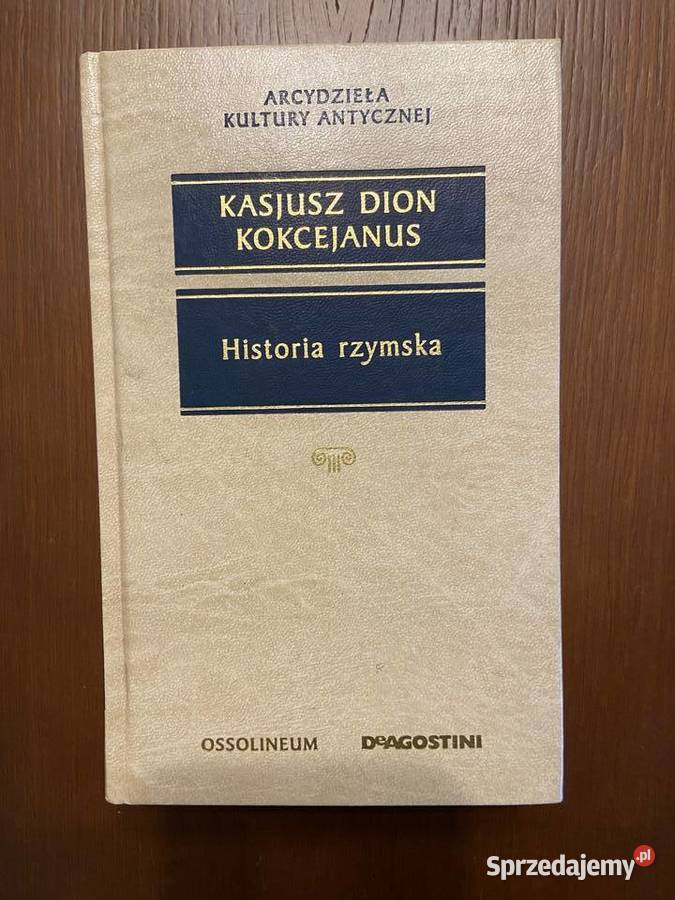 ARCYDZIEŁA
KULTURY ANTYCZNEJ
KASJUSZ DION
KOKCEJANUS
Historia rzymska
OSSOLINEUM DeAGOSTINI
Sprzedajemy.pl